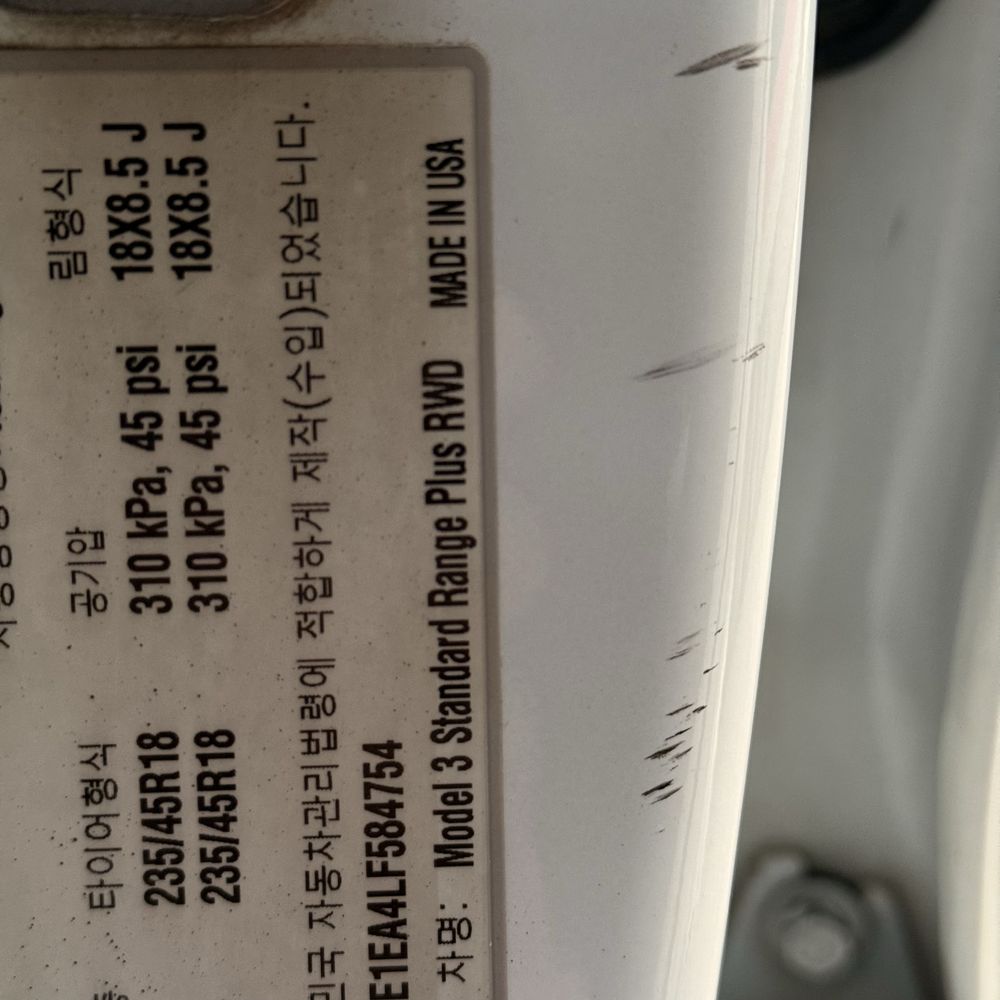 타이어형식 공기압 림형식
235/45R18 310 kPa, 45 psi 18X8.5 J
235/45R18 310 kPa, 45 psi 18X8.5 J
자동차관리법령에 적합하게 제작(수입)되었습니다.
E1EA4LF584754
차명: Model 3 Standard Range Plus RWD MADE IN USA